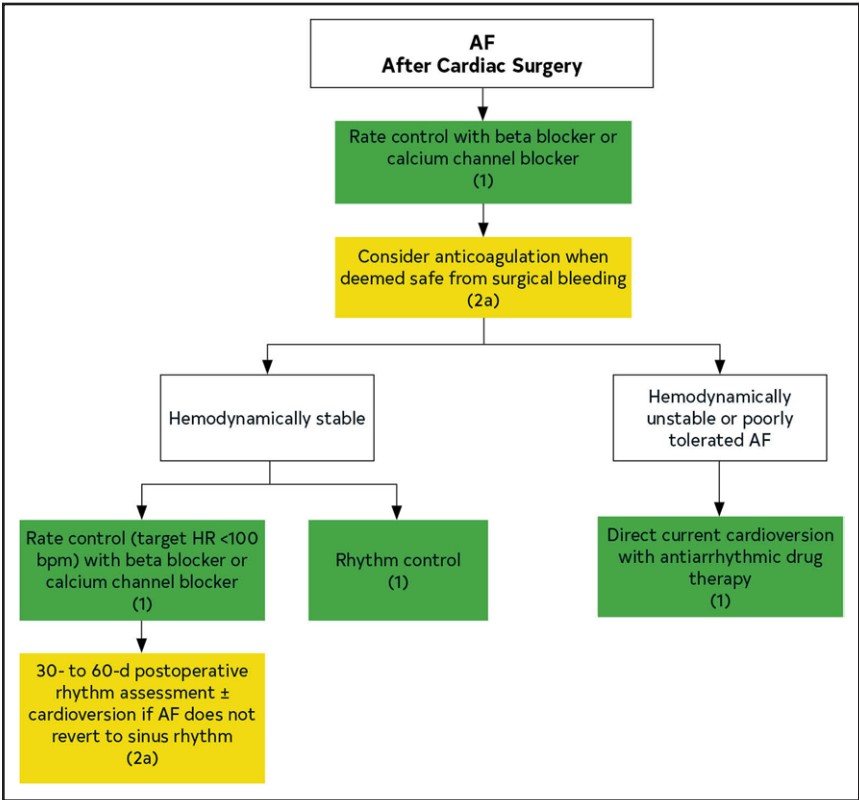 AF
After Cardiac Surgery
Rate control with beta blocker or
calcium channel blocker
(1)
Consider anticoagulation when
deemed safe from surgical bleeding
(2a)
Hemodynamically stable
Hemodynamically
unstable or poorly
tolerated AF
Rate control (target HR <100
bpm) with beta blocker or
calcium channel blocker
(1)
Rhythm control
(1)
Direct current cardioversion
with antiarrhythmic drug
therapy
(1)
30- to 60-d postoperative
rhythm assessment ±
cardioversion if AF does not
revert to sinus rhythm
(2a)